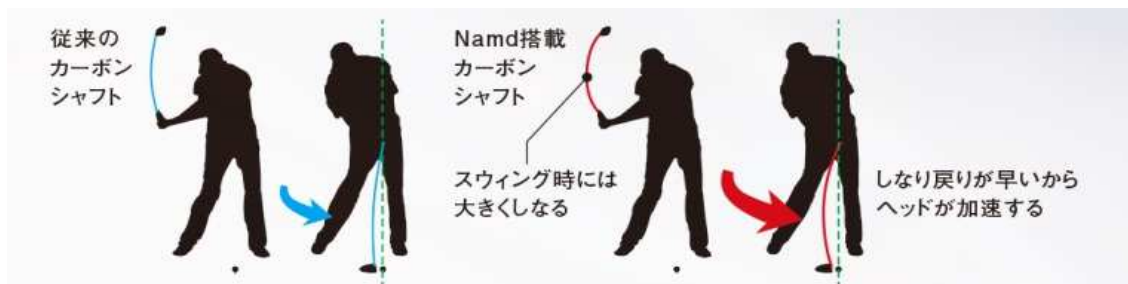 従来の
カーボン
シャフト
Namd搭載
カーボン
シャフト
スウィング時には
大きくしなる
しなり戻りが早いから
ヘッドが加速する